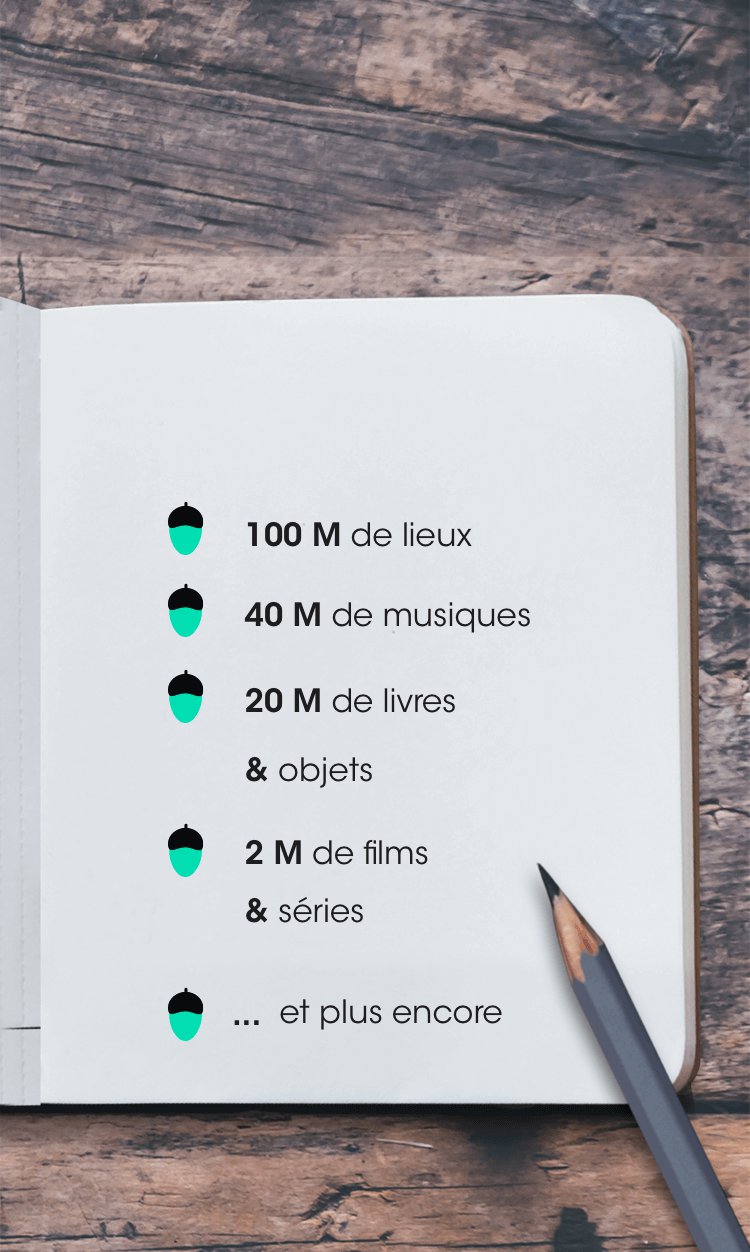 100 M de lieux
40 M de musiques
20 M de livres
& objets
2 M de films
& séries
... et plus encore